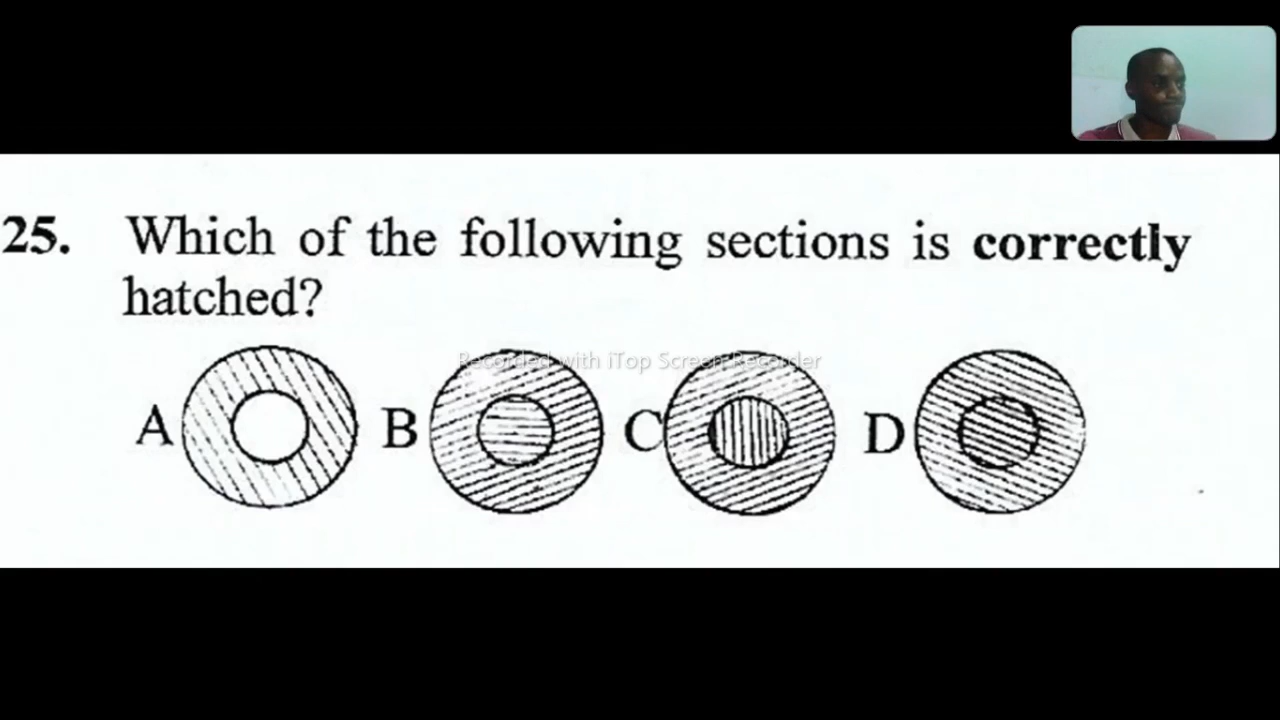 25. Which of the following sections is correctly
hatched?
Recorded with iTop Screen Recorder
A B C D